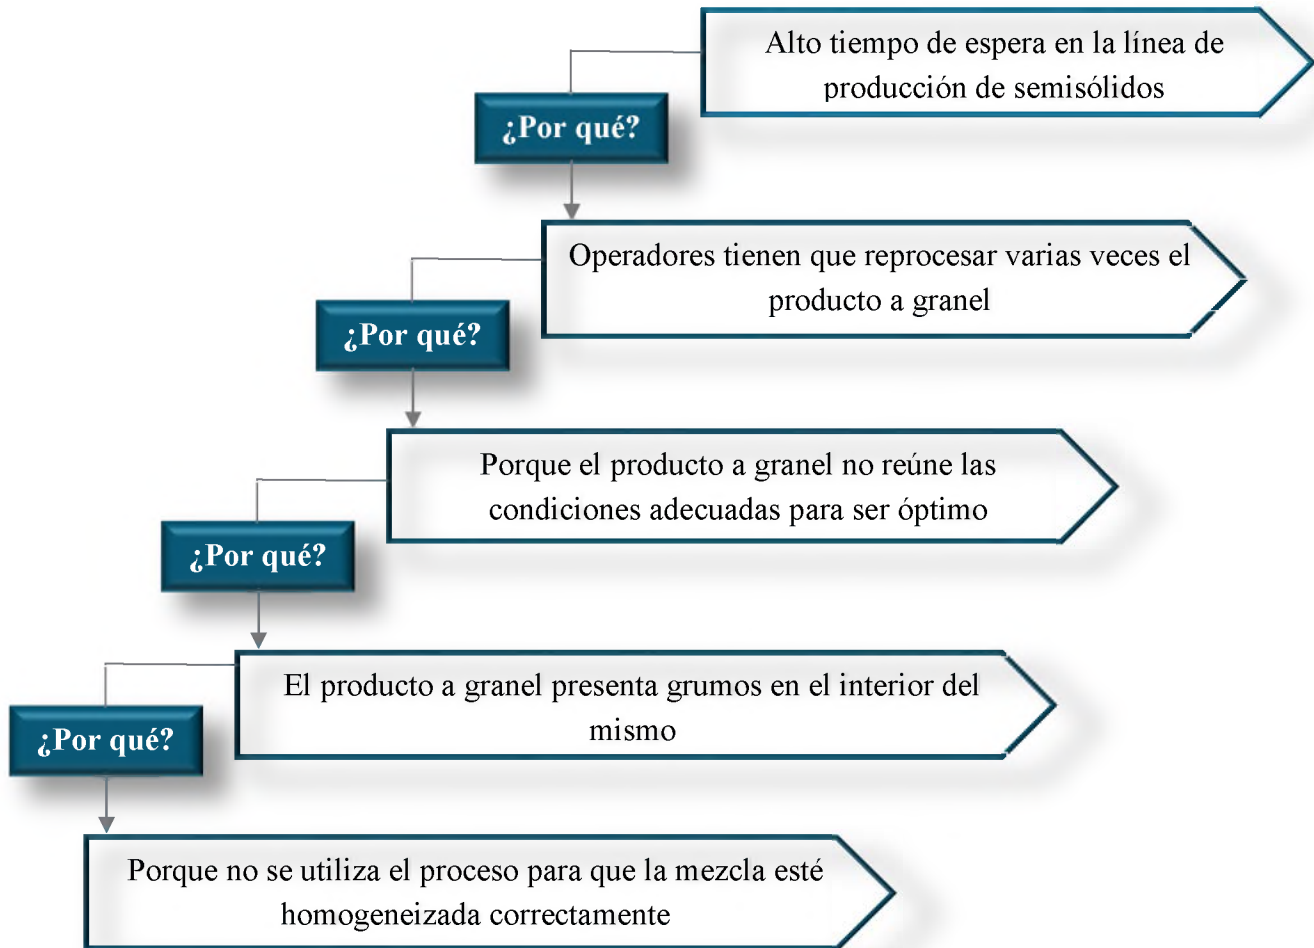 Alto tiempo de espera en la línea de
producción de semisólidos
¿Por qué?
Operadores tienen que reprocesar varias veces el
producto a granel
¿Por qué?
Porque el producto a granel no reúne las
condiciones adecuadas para ser óptimo
¿Por qué?
El producto a granel presenta grumos en el interior del
mismo
¿Por qué?
Porque no se utiliza el proceso para que la mezcla esté
homogeneizada correctamente